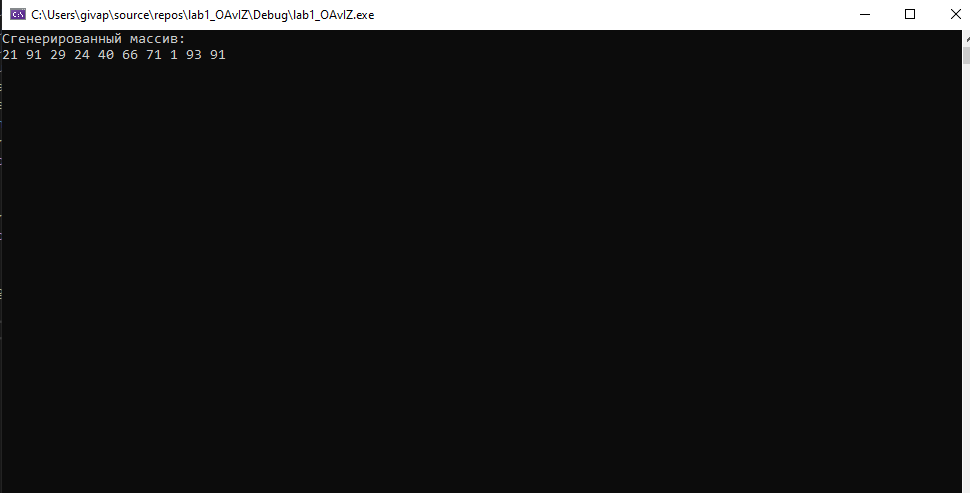 C:\Users\givap\source\repos\lab1_OAvIZ\Debug\lab1_OAvIZ.exe
Сгенерированный массив:
21 91 29 24 40 66 71 1 93 91